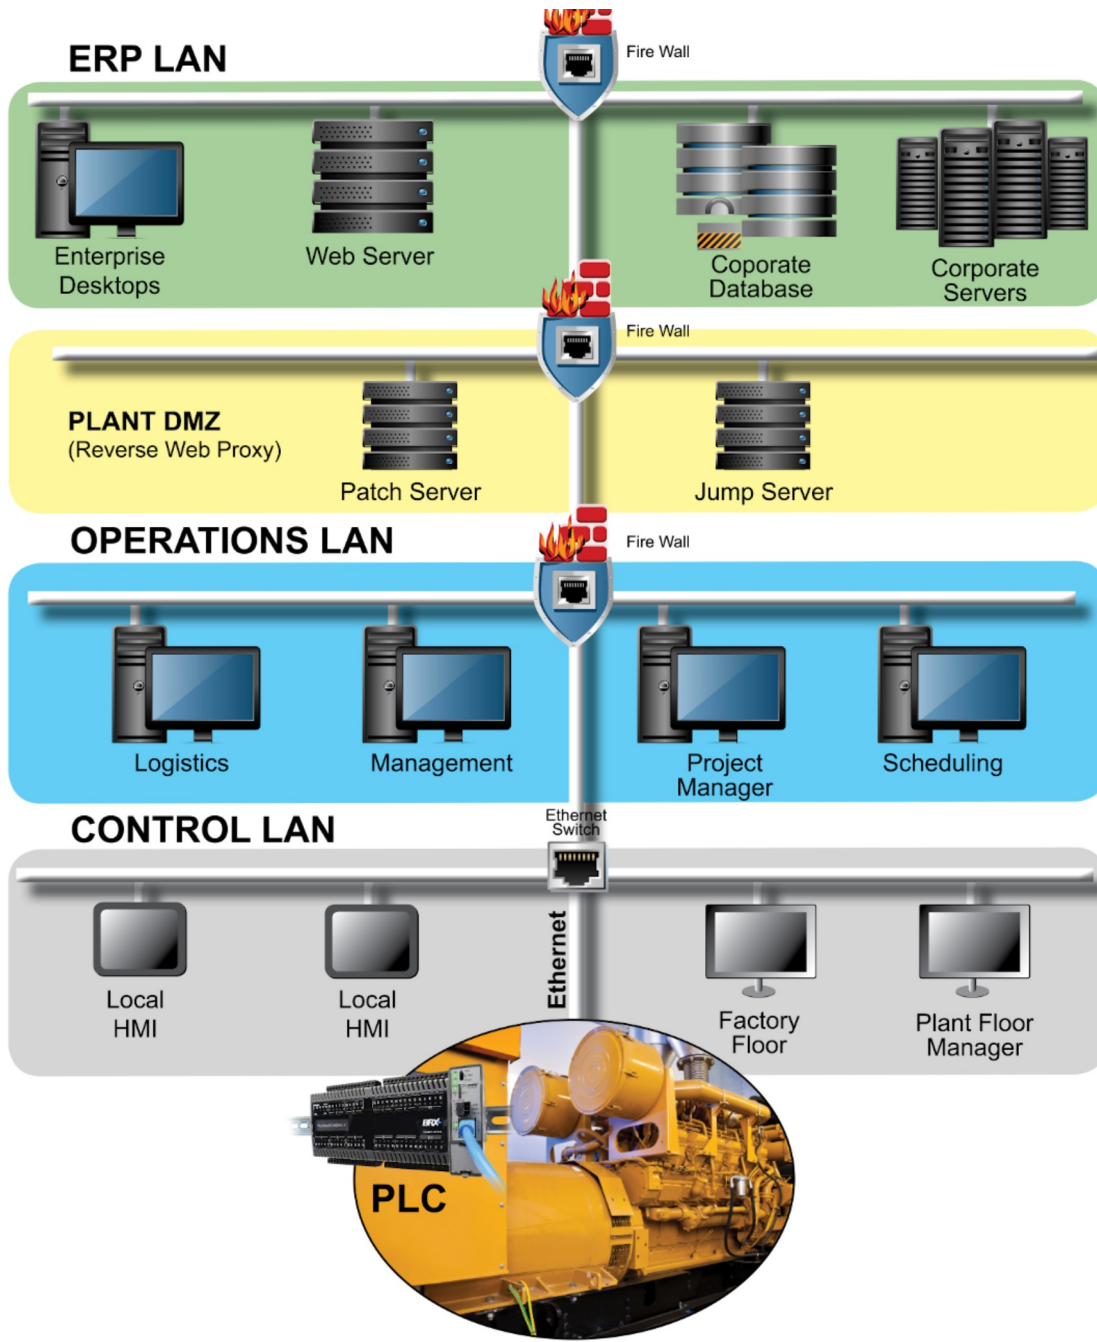 ERP LAN
Fire Wall
Enterprise
Desktops
Web Server
Coporate
Database
Corporate
Servers
Fire Wall
PLANT DMZ
(Reverse Web Proxy)
Patch Server
Jump Server
OPERATIONS LAN
Fire Wall
Logistics
Management
Project
Manager
Scheduling
CONTROL LAN
Ethernet
Switch
Ethernet
Local
HMI
Local
HMI
Factory
Floor
Plant Floor
Manager
BRX
PLC